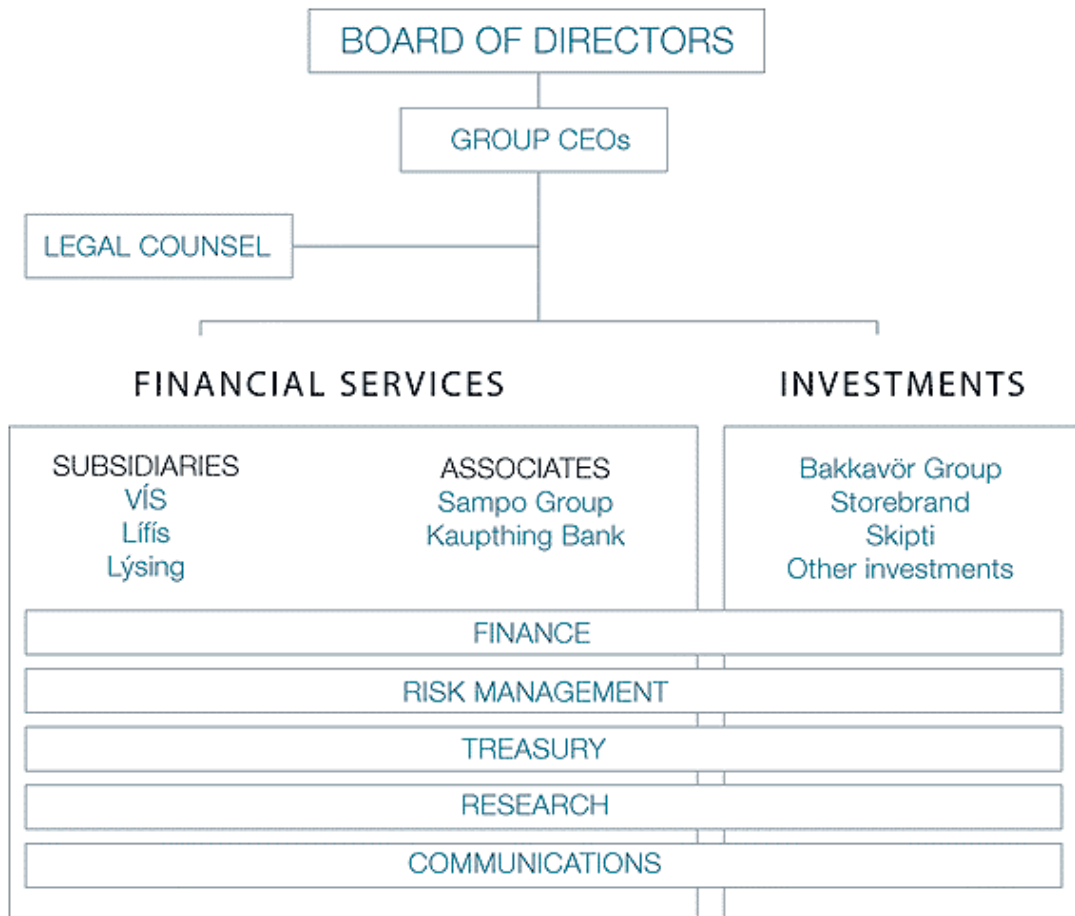 BOARD OF DIRECTORS
GROUP CEOs
LEGAL COUNSEL
FINANCIAL SERVICES
INVESTMENTS
SUBSIDIARIES
VÍS
Lífís
Lýsing
ASSOCIATES
Sampo Group
Kaupthing Bank
Bakkavör Group
Storebrand
Skipti
Other investments
FINANCE
RISK MANAGEMENT
TREASURY
RESEARCH
COMMUNICATIONS